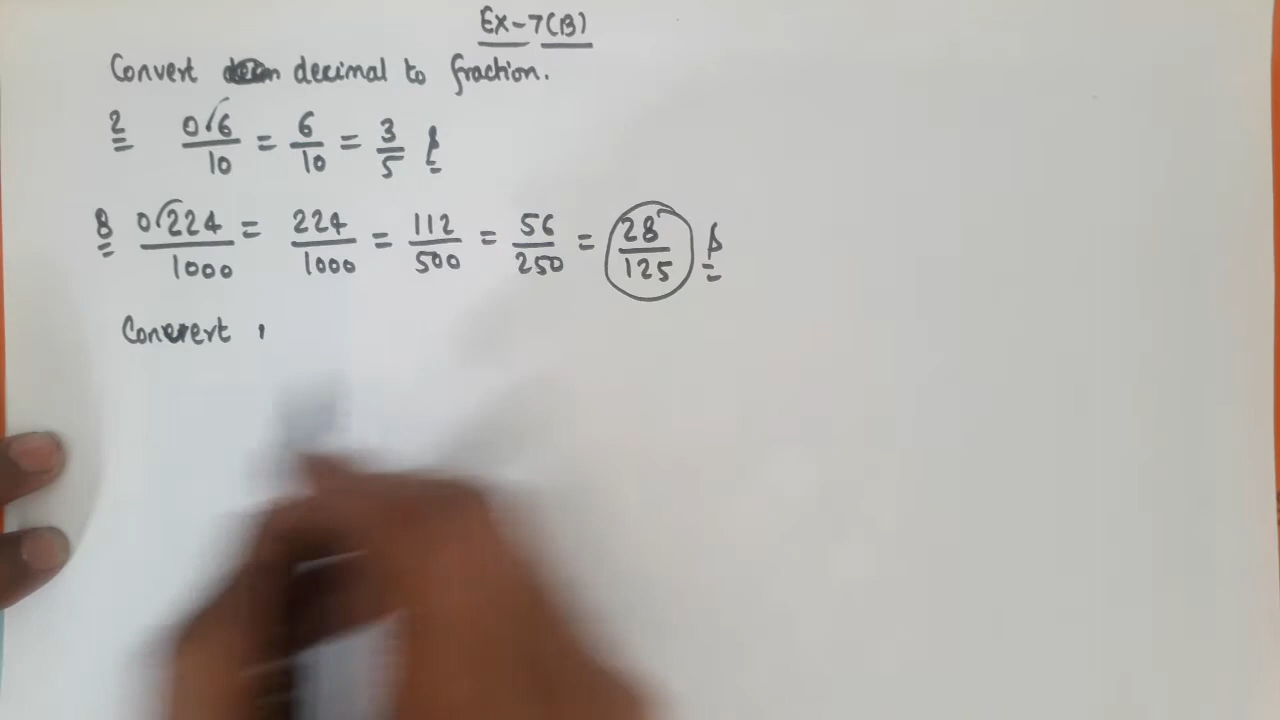 Ex-7(B)
Convert decimal to fraction.
2 0.6/10 = 6/10 = 3/5
8 0.224/1000 = 224/1000 = 112/500 = 56/250 = 28/125
Convert